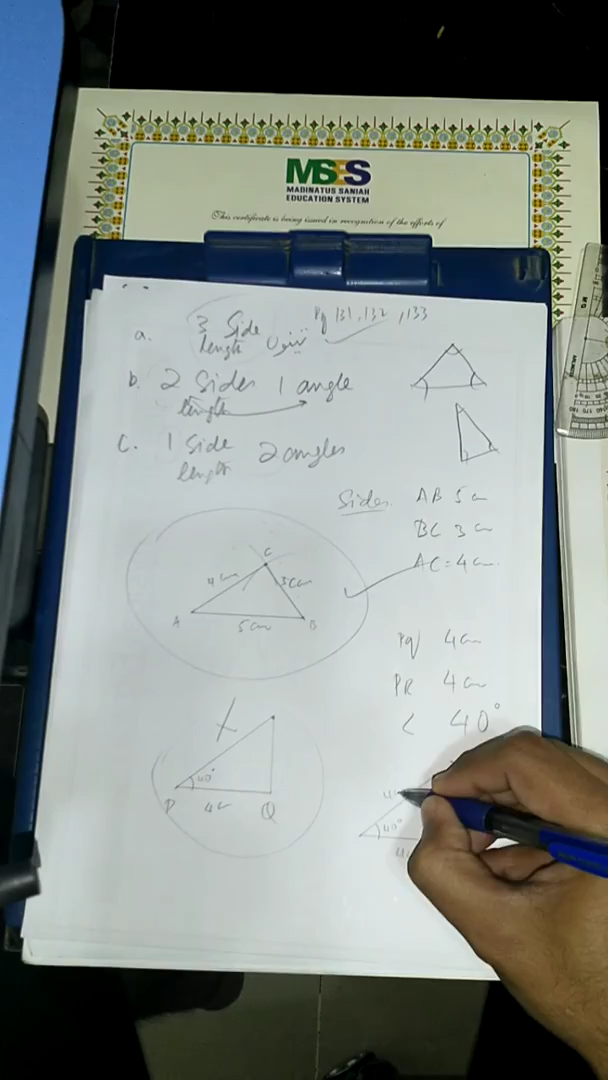 MSES
MADINATUS SANIAH
EDUCATION SYSTEM
This certificate is being issued in recognition of the efforts of
Pg 131, 132, 133
a. 3 Side
length تینوں
b. 2 Sides 1 angle
length
c. 1 Side 2 angles
length
Sides AB 5cm
BC 3cm
AC = 4cm.
C
4cm 3cm
A 5cm B
PQ 4cm
PR 4cm
< 40°
40°
P 4cm Q
40°